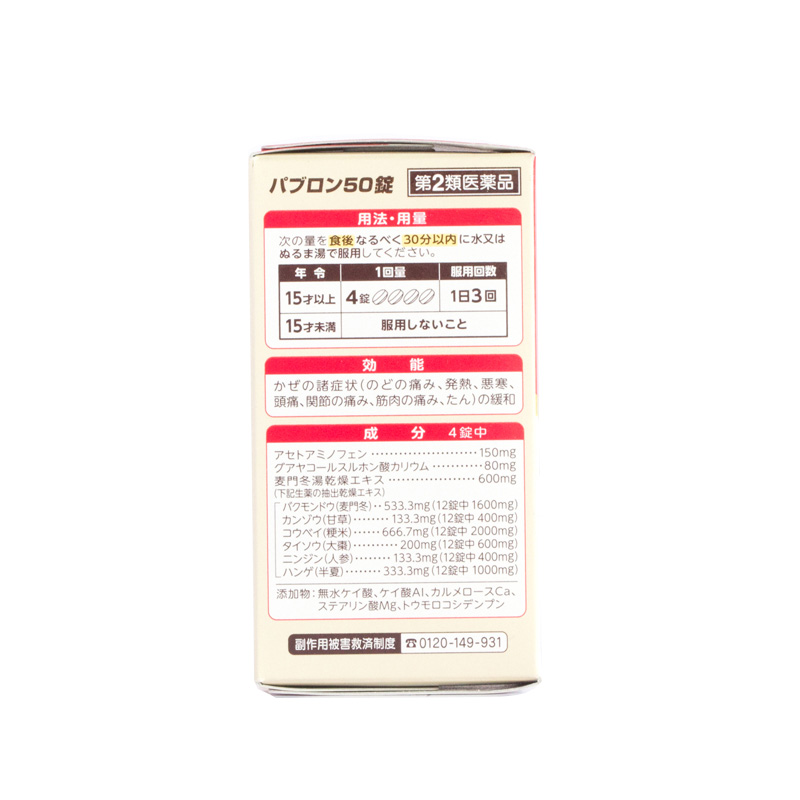 パブロン50錠 第2類医薬品
用法・用量
次の量を食後なるべく30分以内に水又は
ぬるま湯で服用してください。
年令 1回量 服用回数
15才以上 4錠 1日3回
15才未満 服用しないこと
効能
かぜの諸症状(のどの痛み、発熱、悪寒、
頭痛、関節の痛み、筋肉の痛み、たん)の緩和
成分 4錠中
アセトアミノフェン……………………150mg
グアヤコールスルホン酸カリウム…………80mg
麦門冬湯乾燥エキス…………………600mg
(下記生薬の抽出乾燥エキス)
バクモンドウ(麦門冬)‥533.3mg(12錠中 1600mg)
カンゾウ(甘草)………133.3mg(12錠中 400mg)
コウベイ(粳米)……666.7mg(12錠中 2000mg)
タイソウ(大棗)………200mg(12錠中 600mg)
ニンジン(人参)………133.3mg(12錠中 400mg)
ハンゲ(半夏)………333.3mg(12錠中 1000mg)
添加物:無水ケイ酸、ケイ酸Al、カルメロースCa、
ステアリン酸Mg、トウモロコシデンプン
副作用被害救済制度 ☎0120-149-931